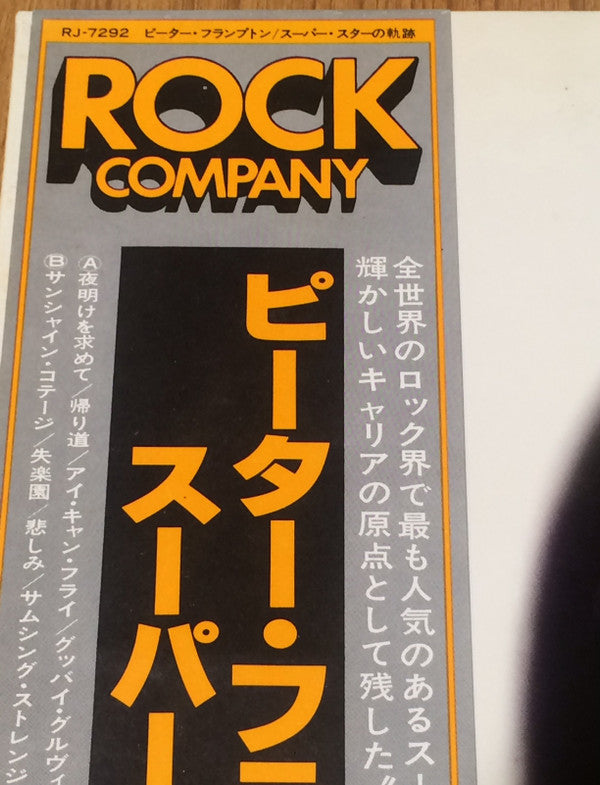 RJ-7292 ピーター・フランプトン/スーパー・スターの軌跡
ROCK
COMPANY
全世界のロック界で最も人気のあるスー
輝かしいキャリアの原点として残した〝
ピーター・フラ
スーパー
Ⓐ夜明けを求めて/帰り道/アイ・キャン・フライ/グッバイ・グルヴィ
Ⓑサンシャイン・コテージ/失楽園/悲しみ/サムシング・ストレンジ